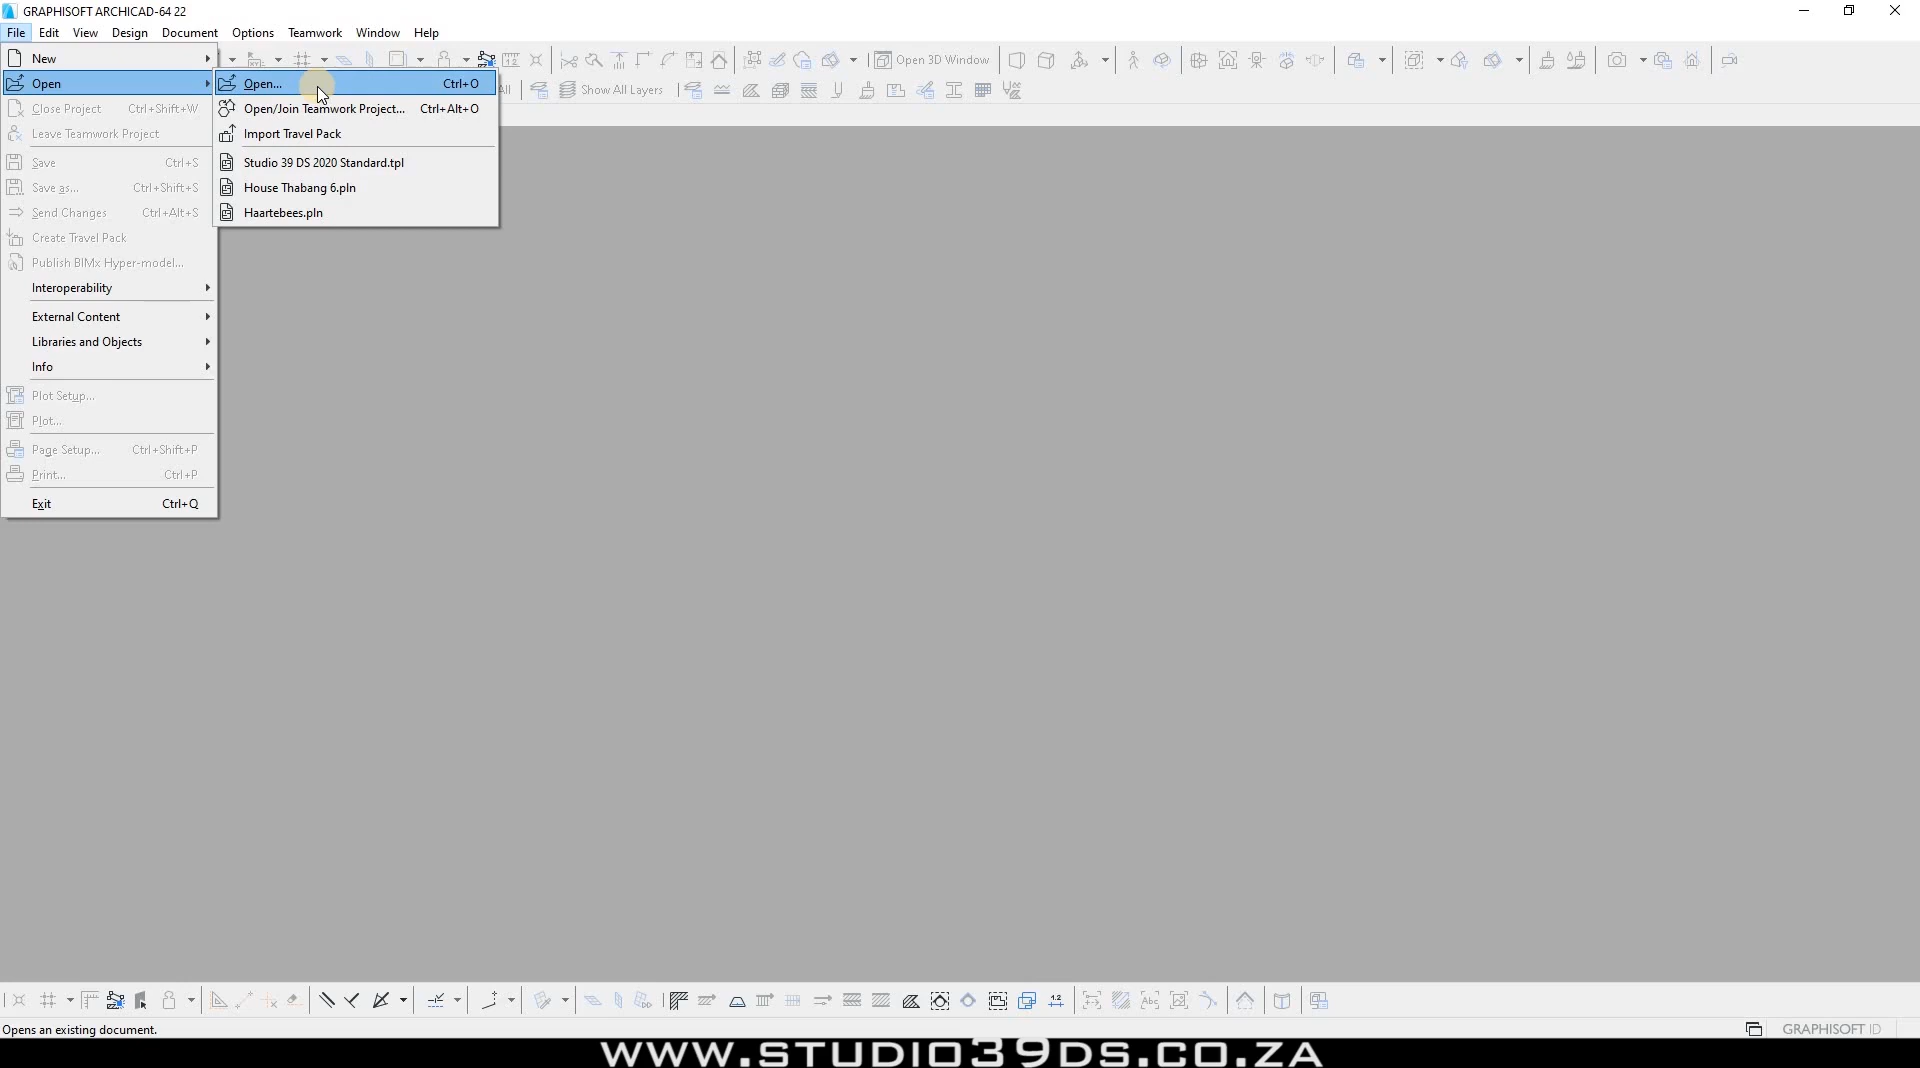 GRAPHISOFT ARCHICAD-64 22
File Edit View Design Document Options Teamwork Window Help
New
Open
Close Project Ctrl+Shift+W
Leave Teamwork Project
Save Ctrl+S
Save as... Ctrl+Shift+S
Send Changes Ctrl+Alt+S
Create Travel Pack
Publish BIMx Hyper-model...
Interoperability
External Content
Libraries and Objects
Info
Plot Setup...
Plot...
Page Setup... Ctrl+Shift+P
Print... Ctrl+P
Exit Ctrl+Q
Open... Ctrl+O
Open/Join Teamwork Project... Ctrl+Alt+O
Import Travel Pack
Studio 39 DS 2020 Standard.tpl
House Thabang 6.pln
Haartebees.pln
Open 3D Window
Show All Layers
1.2
Abc
Opens an existing document.
GRAPHISOFT ID
WWW.STUDIO39DS.CO.ZA